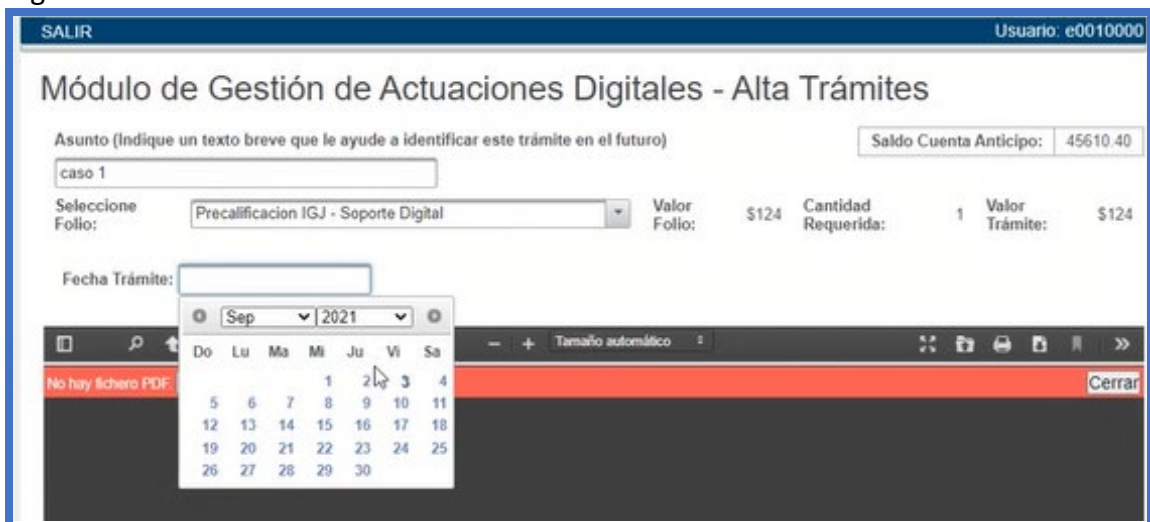 SALIR Usuario: e0010000
Módulo de Gestión de Actuaciones Digitales - Alta Trámites
Asunto (Indique un texto breve que le ayude a identificar este trámite en el futuro) Saldo Cuenta Anticipo: 45610.40
caso 1
Seleccione Folio: Precalificacion IGJ - Soporte Digital Valor Folio: $124 Cantidad Requerida: 1 Valor Trámite: $124
Fecha Trámite:
Sep 2021
Tamaño automático
Do Lu Ma Mi Ju Vi Sa
No hay fichero PDF. Cerrar
1 2 3 4
5 6 7 8 9 10 11
12 13 14 15 16 17 18
19 20 21 22 23 24 25
26 27 28 29 30